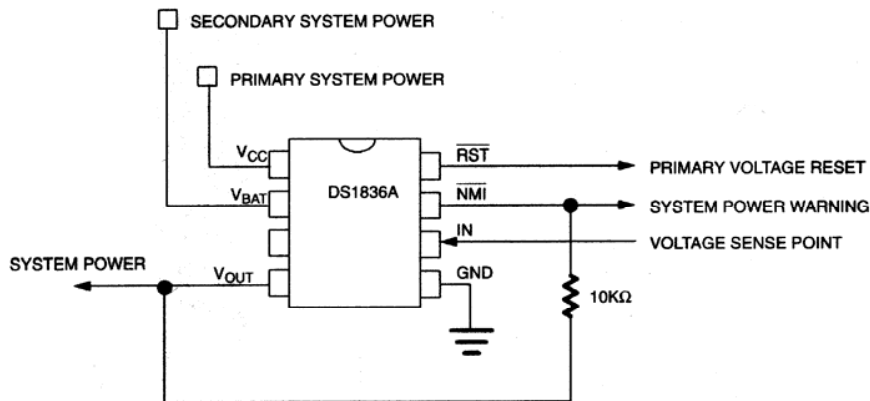 SECONDARY SYSTEM POWER
PRIMARY SYSTEM POWER
VCC
RST
PRIMARY VOLTAGE RESET
VBAT
DS1836A
NMI
SYSTEM POWER WARNING
IN
VOLTAGE SENSE POINT
SYSTEM POWER
VOUT
GND
10KΩ